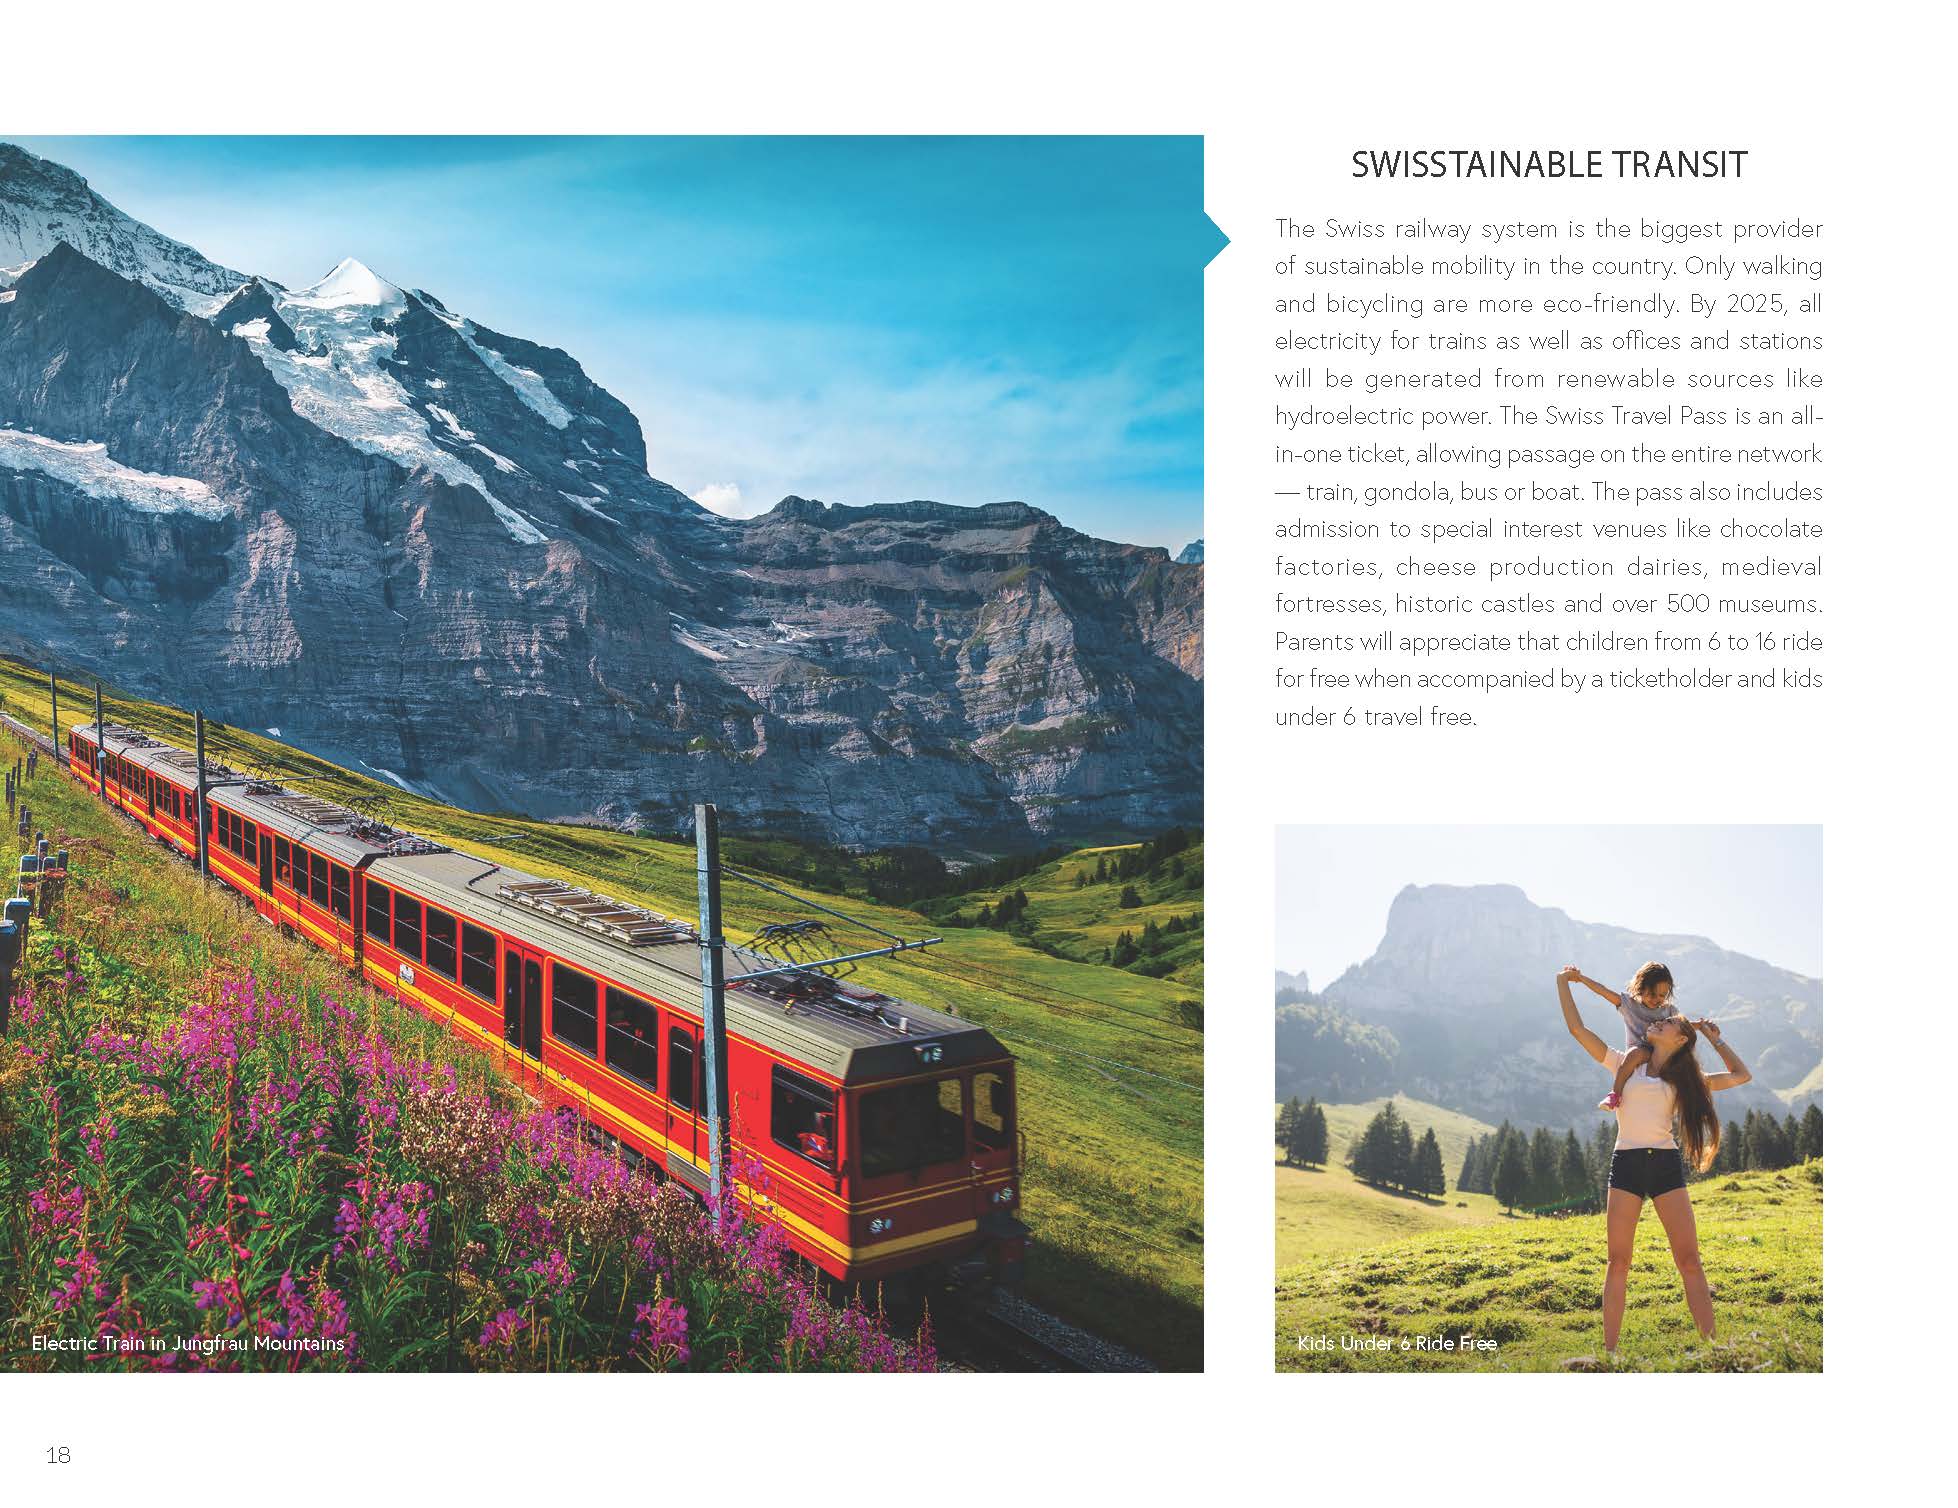 SWISSTAINABLE TRANSIT
The Swiss railway system is the biggest provider
of sustainable mobility in the country. Only walking
and bicycling are more eco-friendly. By 2025, all
electricity for trains as well as offices and stations
will be generated from renewable sources like
hydroelectric power. The Swiss Travel Pass is an all-
in-one ticket, allowing passage on the entire network
— train, gondola, bus or boat. The pass also includes
admission to special interest venues like chocolate
factories, cheese production dairies, medieval
fortresses, historic castles and over 500 museums.
Parents will appreciate that children from 6 to 16 ride
for free when accompanied by a ticketholder and kids
under 6 travel free.
Electric Train in Jungfrau Mountains
Kids Under 6 Ride Free
18